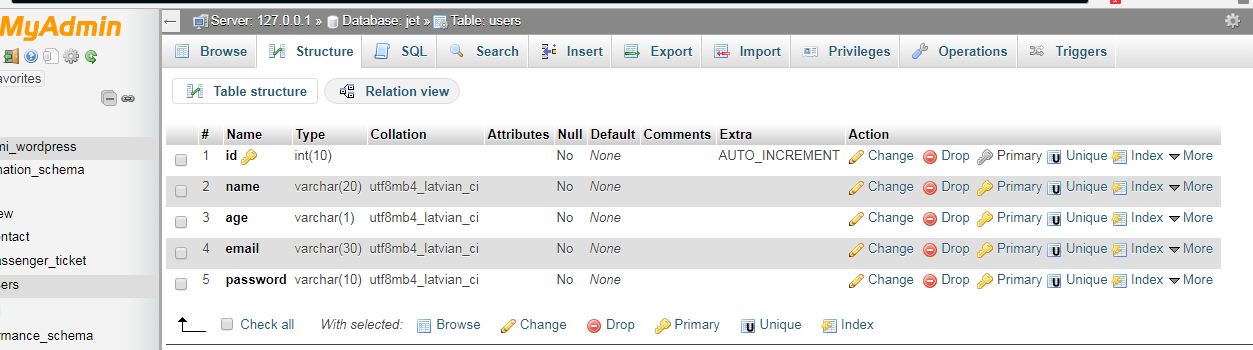 MyAdmin
Server: 127.0.0.1 » Database: jet » Table: users
Browse Structure SQL Search Insert Export Import Privileges Operations Triggers
avorites
Table structure Relation view
# Name Type Collation Attributes Null Default Comments Extra Action
1 id int(10) No None AUTO_INCREMENT Change Drop Primary Unique Index More
2 name varchar(20) utf8mb4_latvian_ci No None Change Drop Primary Unique Index More
3 age varchar(1) utf8mb4_latvian_ci No None Change Drop Primary Unique Index More
4 email varchar(30) utf8mb4_latvian_ci No None Change Drop Primary Unique Index More
5 password varchar(10) utf8mb4_latvian_ci No None Change Drop Primary Unique Index More
Check all With selected: Browse Change Drop Primary Unique Index
mi_wordpress
mation_schema
ew
ontact
assenger_ticket
ers
rmance_schema